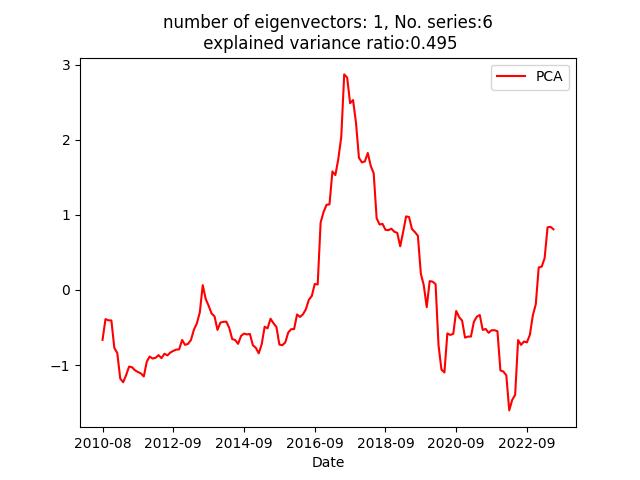 number of eigenvectors: 1, No. series:6
explained variance ratio:0.495
PCA
3
2
1
0
−1
2010-08 2012-09 2014-09 2016-09 2018-09 2020-09 2022-09
Date